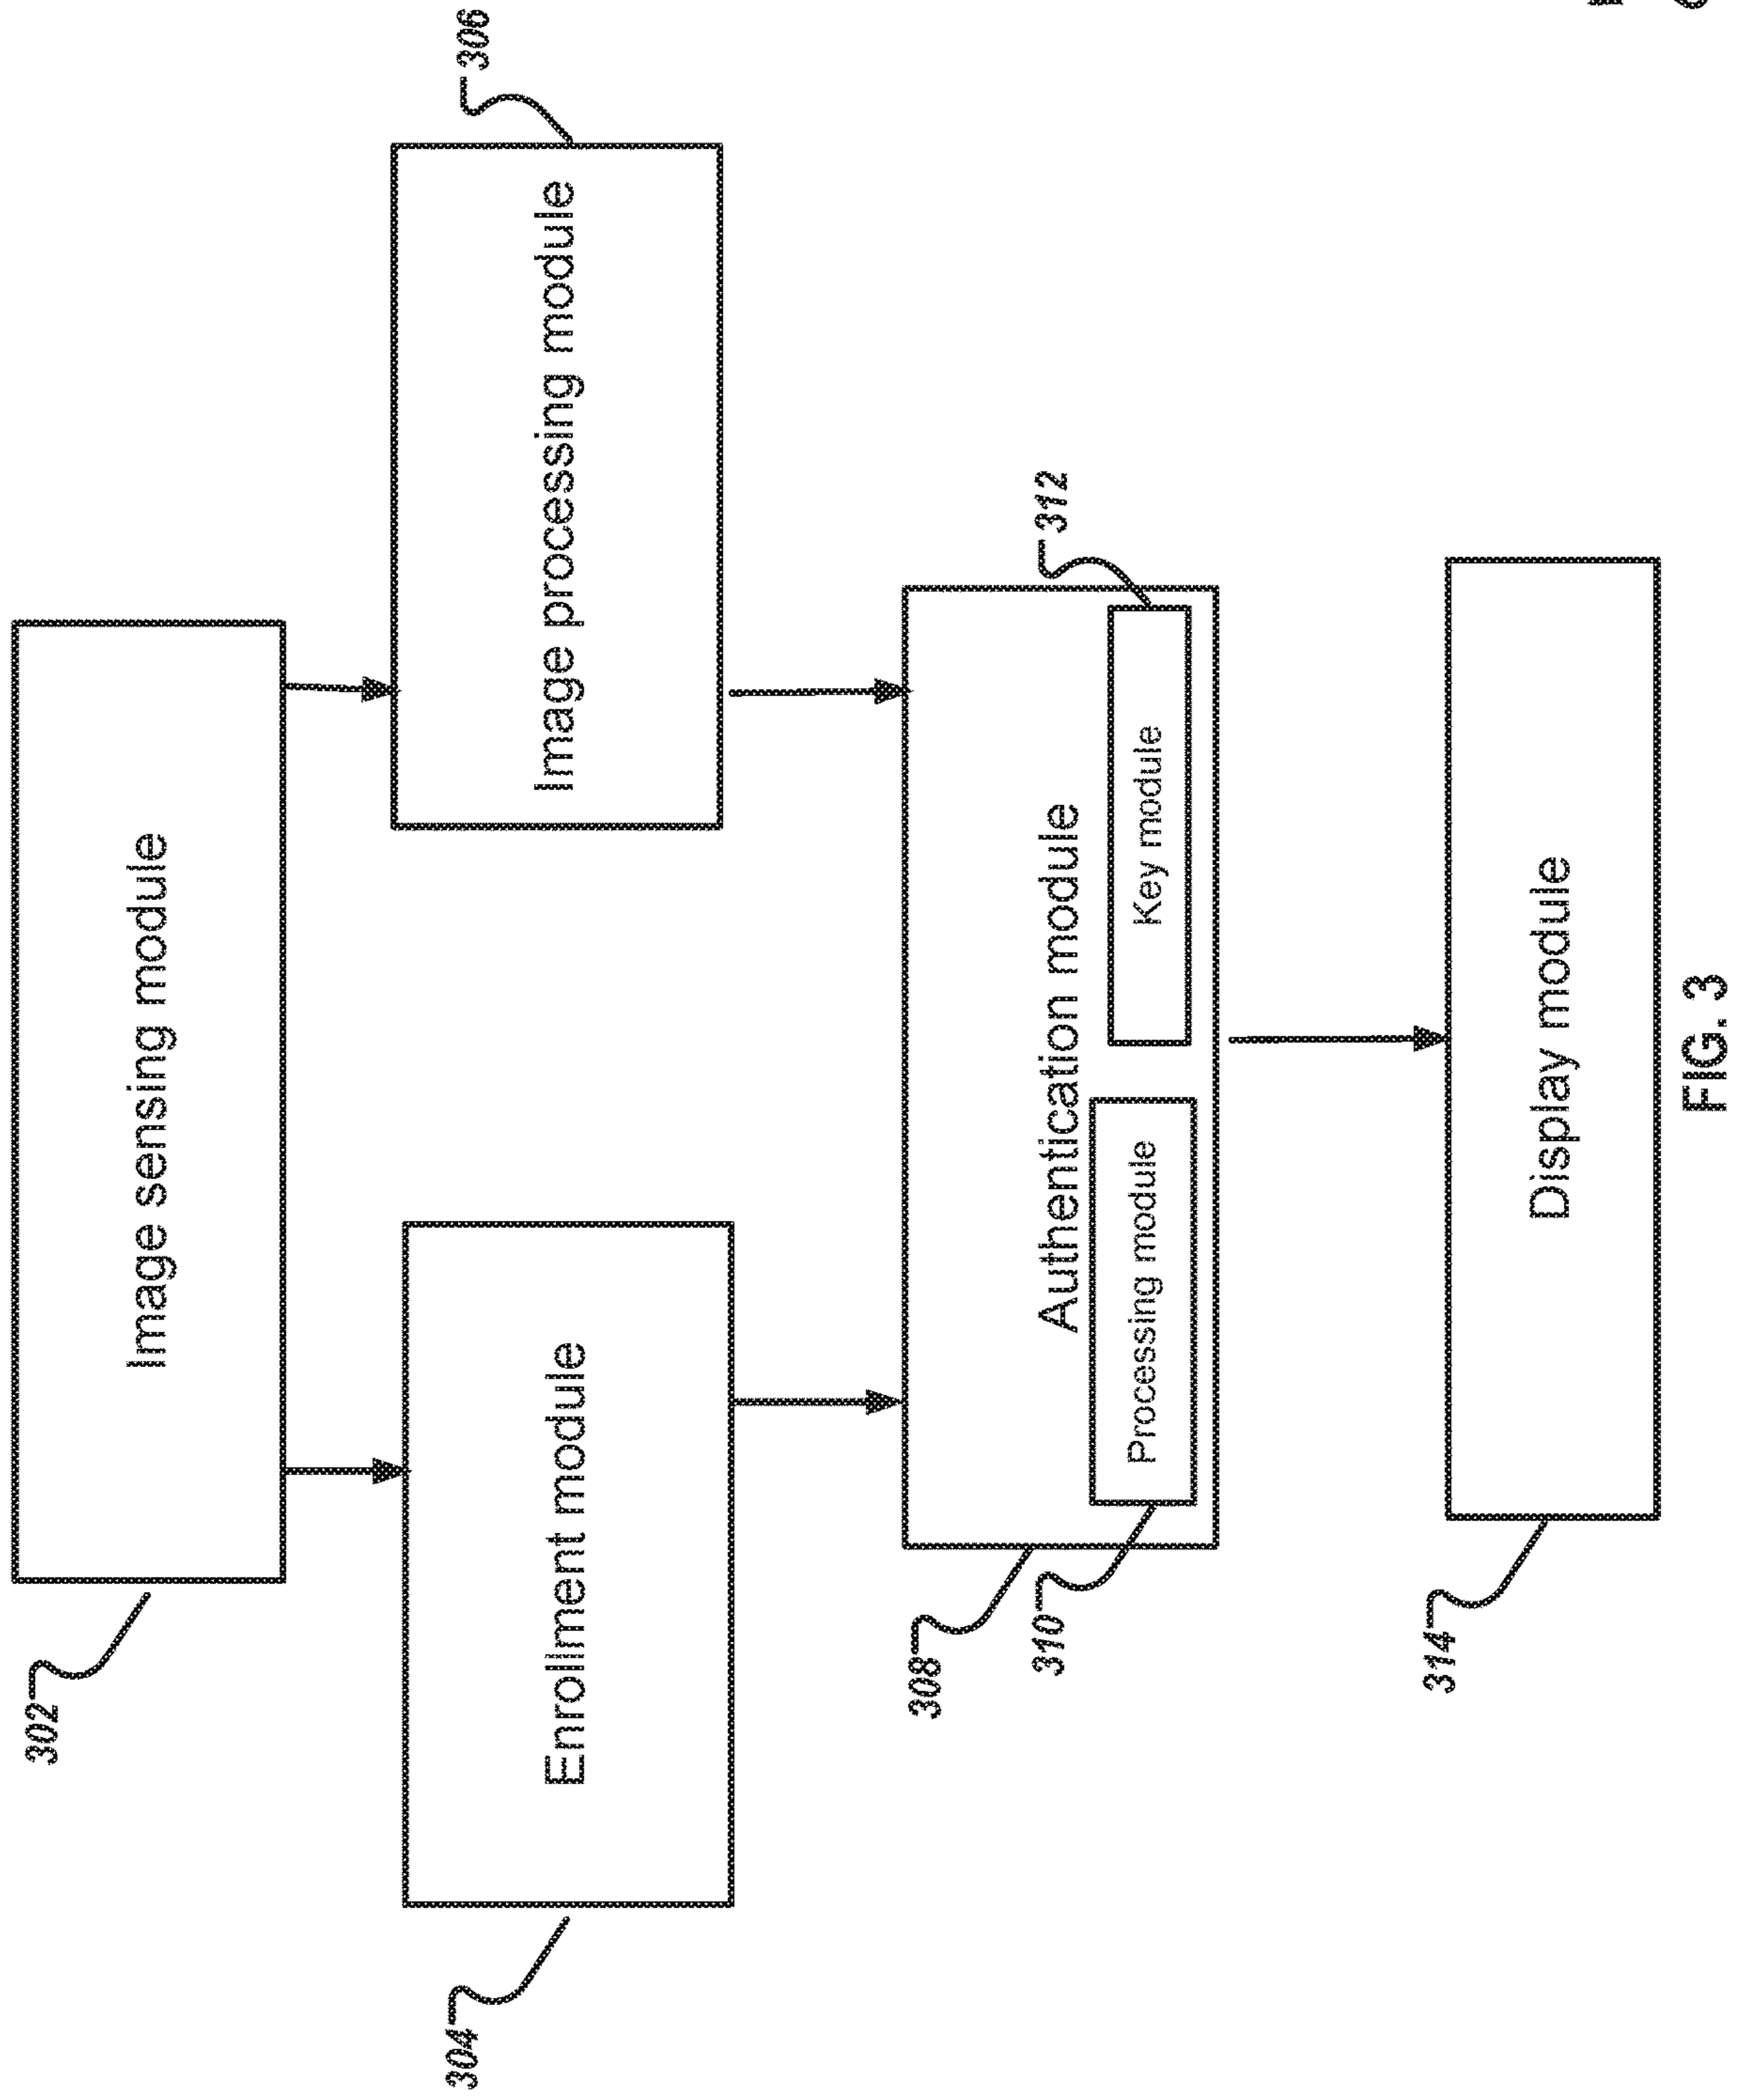 302
Image sensing module
304
Enrollment module
Image processing module
306
308
Authentication module
310
Processing module
Key module
312
314
Display module
FIG. 3